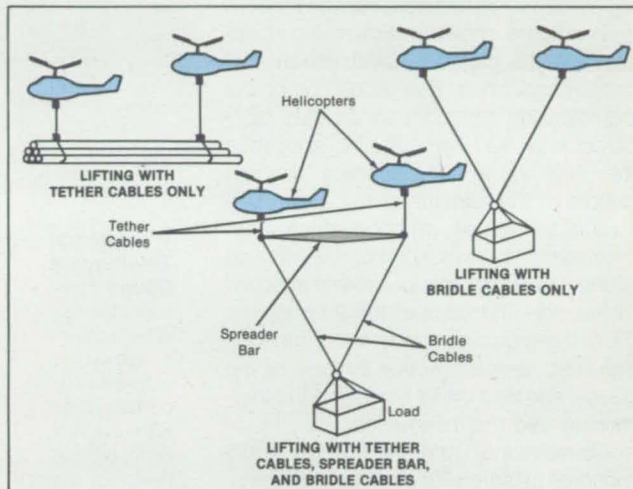 Helicopters
LIFTING WITH
TETHER CABLES ONLY
Tether
Cables
LIFTING WITH
BRIDLE CABLES ONLY
Spreader
Bar
Bridle
Cables
Load
LIFTING WITH TETHER
CABLES, SPREADER BAR,
AND BRIDLE CABLES